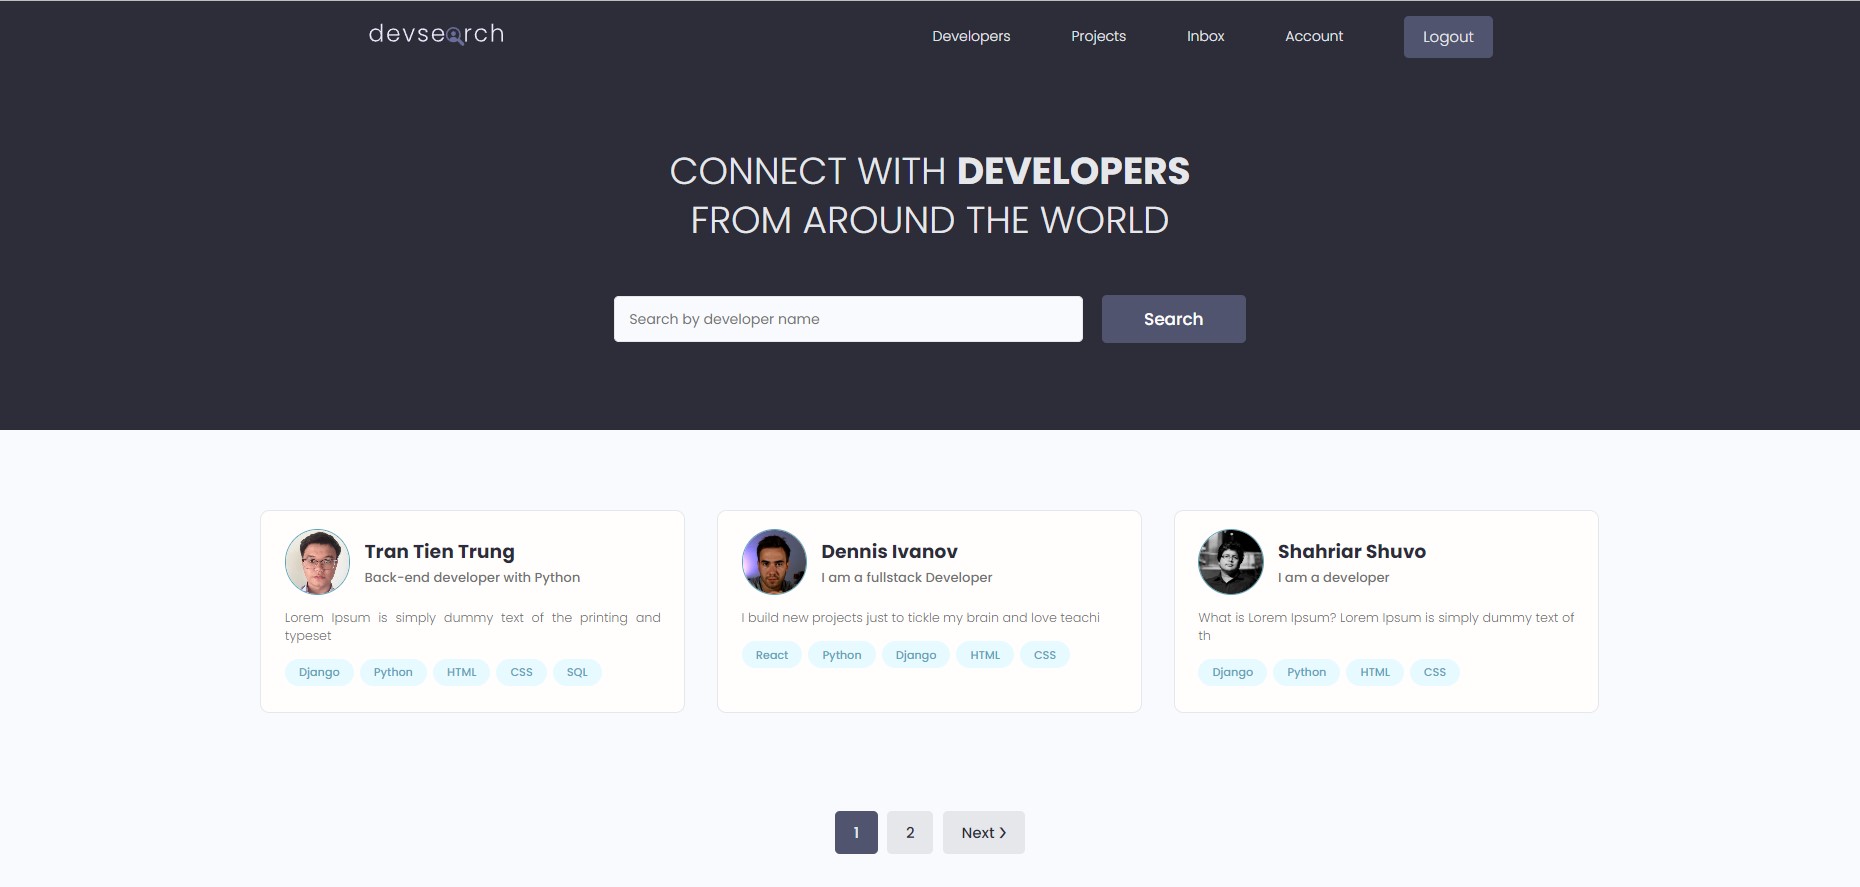 devsearch
Developers
Projects
Inbox
Account
Logout
CONNECT WITH DEVELOPERS
FROM AROUND THE WORLD
Search by developer name
Search
Tran Tien Trung
Back-end developer with Python
Lorem Ipsum is simply dummy text of the printing and
typeset
Django Python HTML CSS SQL
Dennis Ivanov
I am a fullstack Developer
I build new projects just to tickle my brain and love teachi
React Python Django HTML CSS
Shahriar Shuvo
I am a developer
What is Lorem Ipsum? Lorem Ipsum is simply dummy text of
th
Django Python HTML CSS
1 2 Next ❯